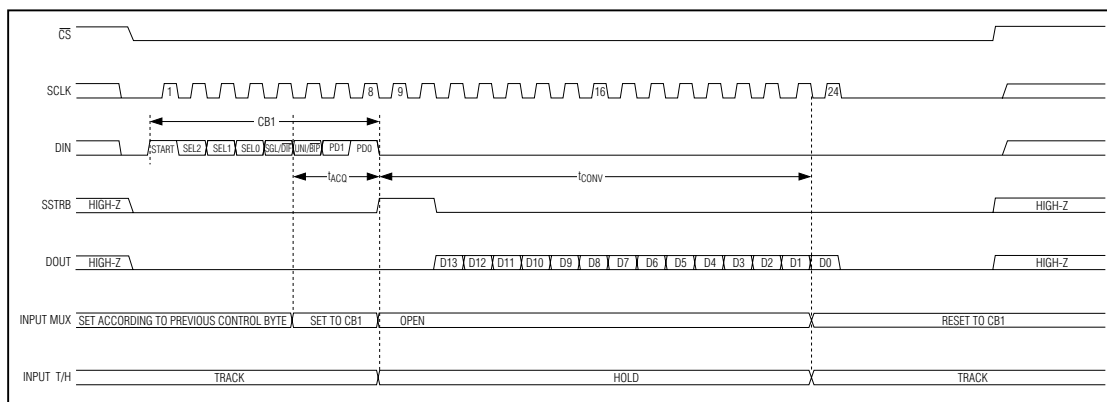 CS
SCLK 1 8 9 16 24
CB1
DIN START SEL2 SEL1 SEL0 SGL/DIF UNI/BIP PD1 PD0
tACQ tCONV
SSTRB HIGH-Z HIGH-Z
DOUT HIGH-Z D13 D12 D11 D10 D9 D8 D7 D6 D5 D4 D3 D2 D1 D0 HIGH-Z
INPUT MUX SET ACCORDING TO PREVIOUS CONTROL BYTE SET TO CB1 OPEN RESET TO CB1
INPUT T/H TRACK HOLD TRACK